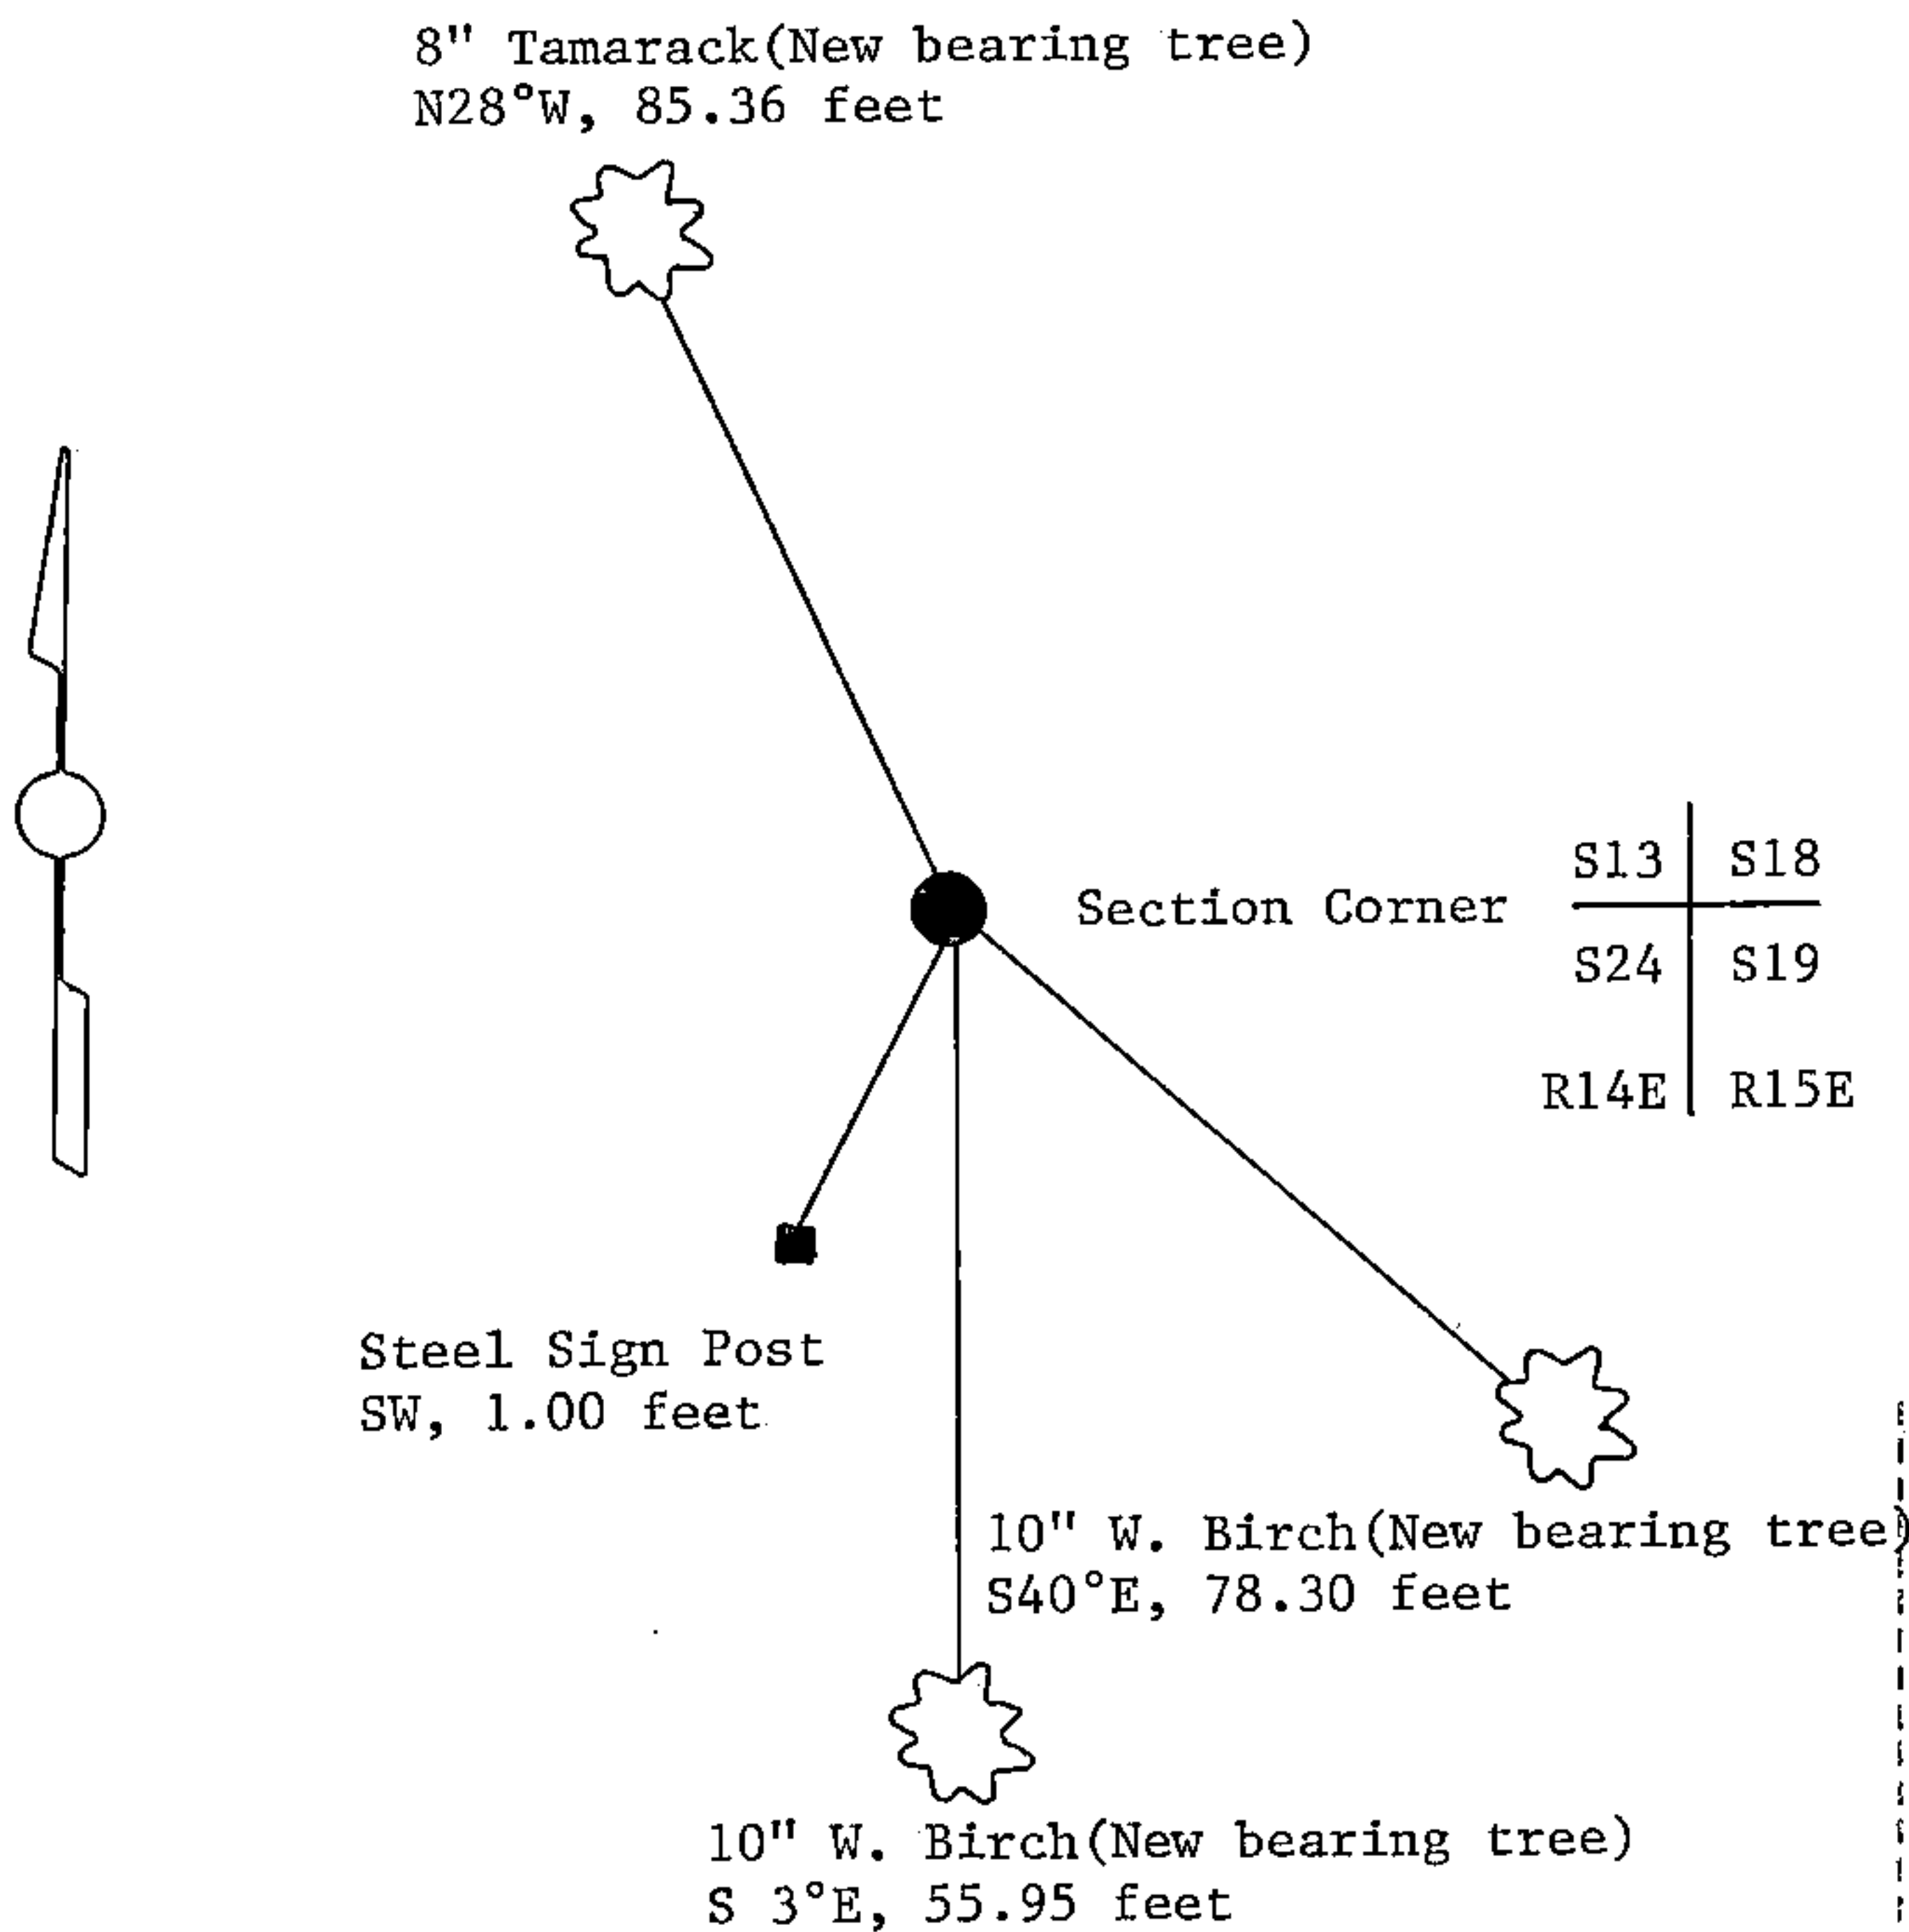 8" Tamarack(New bearing tree)
N28°W, 85.36 feet
Section Corner
S13 S18
S24 S19
R14E R15E
Steel Sign Post
SW, 1.00 feet
10" W. Birch(New bearing tree)
S40°E, 78.30 feet
10" W. Birch(New bearing tree)
S 3°E, 55.95 feet